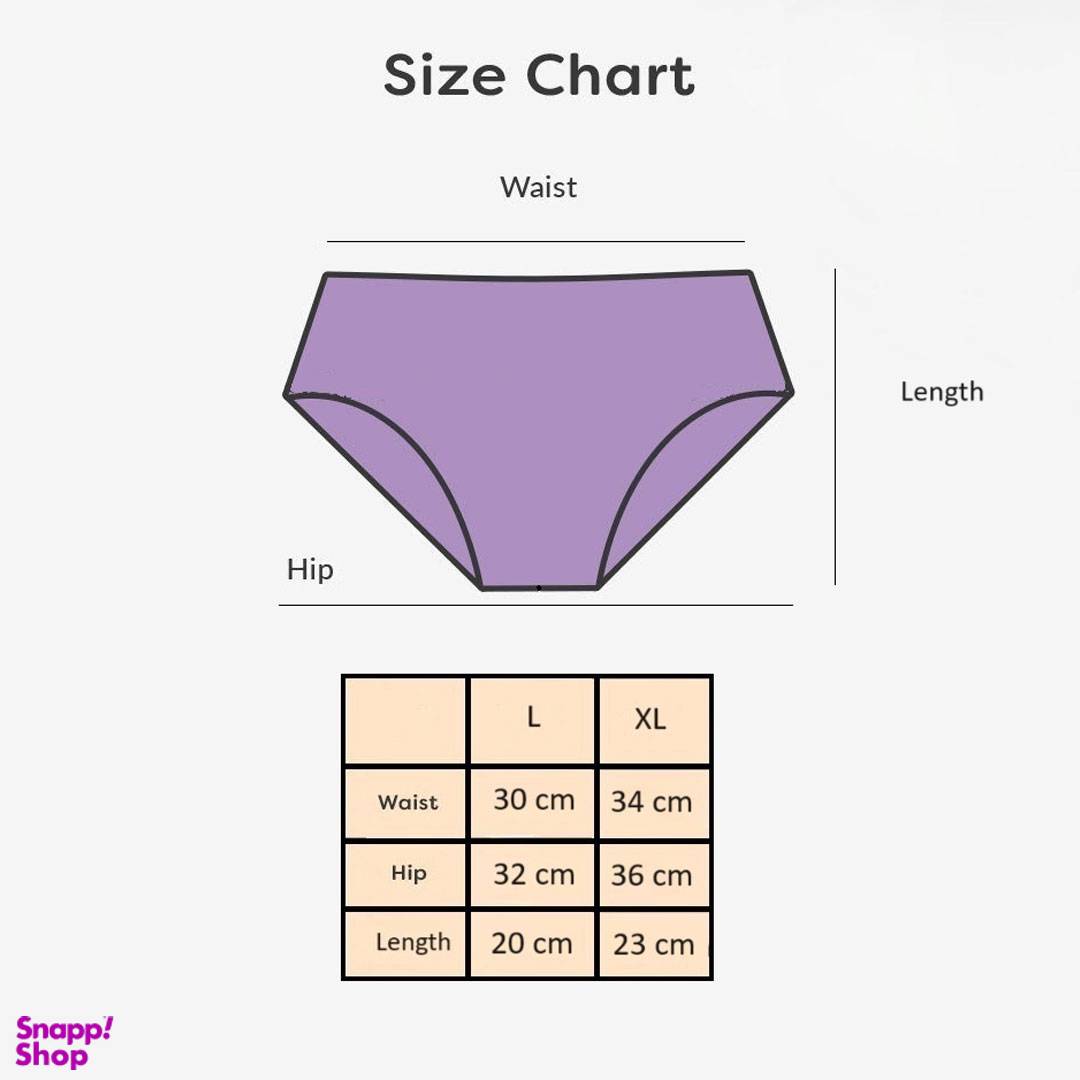 Size Chart
Waist
Length
Hip
L XL
Waist 30 cm 34 cm
Hip 32 cm 36 cm
Length 20 cm 23 cm
Snapp!
Shop